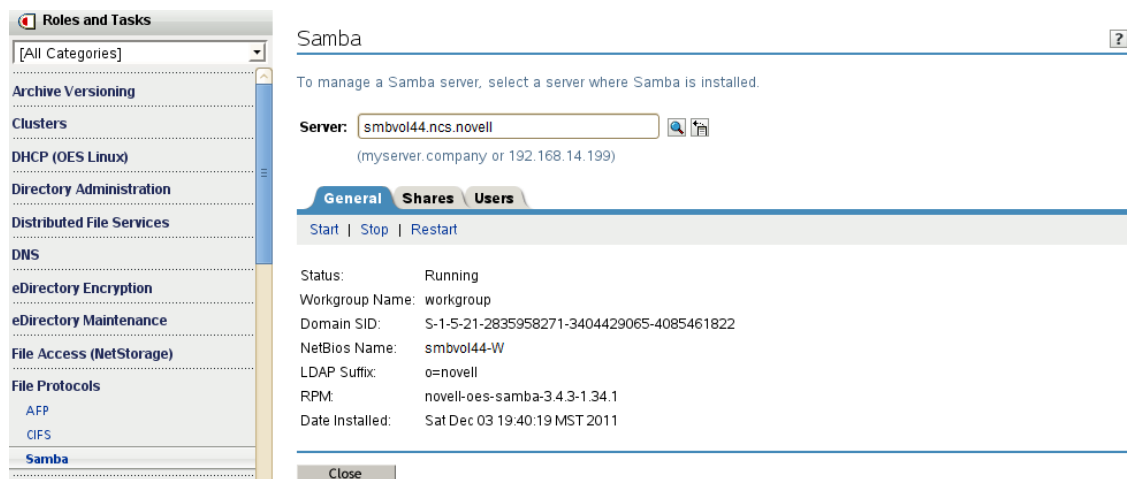 Roles and Tasks
[All Categories]
Archive Versioning
Clusters
DHCP (OES Linux)
Directory Administration
Distributed File Services
DNS
eDirectory Encryption
eDirectory Maintenance
File Access (NetStorage)
File Protocols
AFP
CIFS
Samba
Samba
?
To manage a Samba server, select a server where Samba is installed.
Server: smbvol44.ncs.novell
(myserver.company or 192.168.14.199)
General Shares Users
Start | Stop | Restart
Status: Running
Workgroup Name: workgroup
Domain SID: S-1-5-21-2835958271-3404429065-4085461822
NetBios Name: smbvol44-W
LDAP Suffix: o=novell
RPM: novell-oes-samba-3.4.3-1.34.1
Date Installed: Sat Dec 03 19:40:19 MST 2011
Close